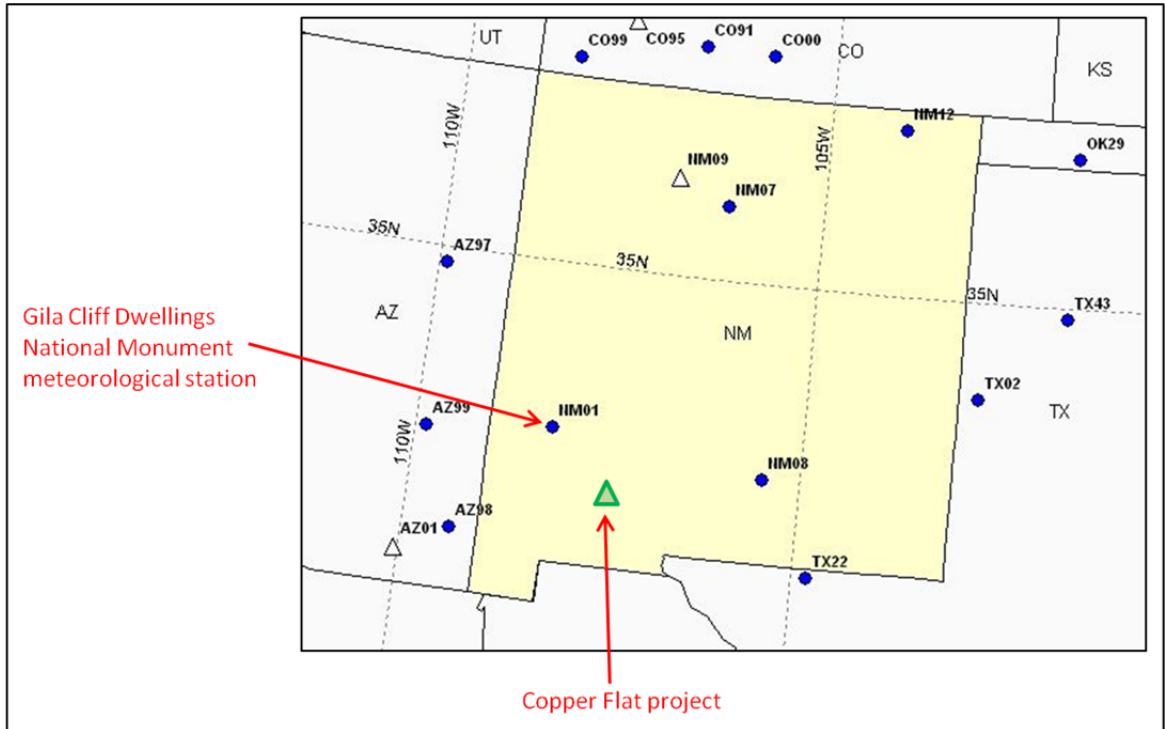 UT
CO99
CO95
CO91
CO00
CO
KS
110W
105W
NM12
OK29
NM09
NM07
35N
AZ97
35N
35N
TX43
Gila Cliff Dwellings
National Monument
meteorological station
AZ
NM
TX02
TX
AZ99
NM01
110W
NM08
AZ98
AZ01
TX22
Copper Flat project